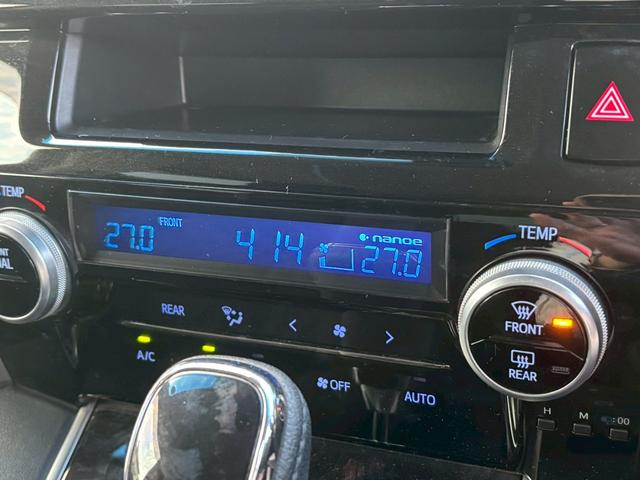 TEMP
27.0 FRONT 4 14 nanoe 27.0
TEMP
FRONT
REAR
REAR
A/C
OFF AUTO
H M :00